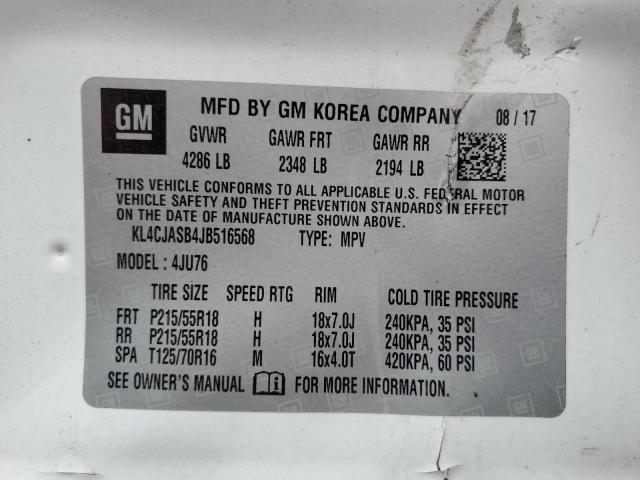 GM MFD BY GM KOREA COMPANY 08/17
GVWR GAWR FRT GAWR RR
4286 LB 2348 LB 2194 LB
THIS VEHICLE CONFORMS TO ALL APPLICABLE U.S. FEDERAL MOTOR
VEHICLE SAFETY AND THEFT PREVENTION STANDARDS IN EFFECT
ON THE DATE OF MANUFACTURE SHOWN ABOVE.
KL4CJASB4JB516568 TYPE: MPV
MODEL: 4JU76
TIRE SIZE SPEED RTG RIM COLD TIRE PRESSURE
FRT P215/55R18 H 18x7.0J 240KPA, 35 PSI
RR P215/55R18 H 18x7.0J 240KPA, 35 PSI
SPA T125/70R16 M 16x4.0T 420KPA, 60 PSI
SEE OWNER'S MANUAL FOR MORE INFORMATION.